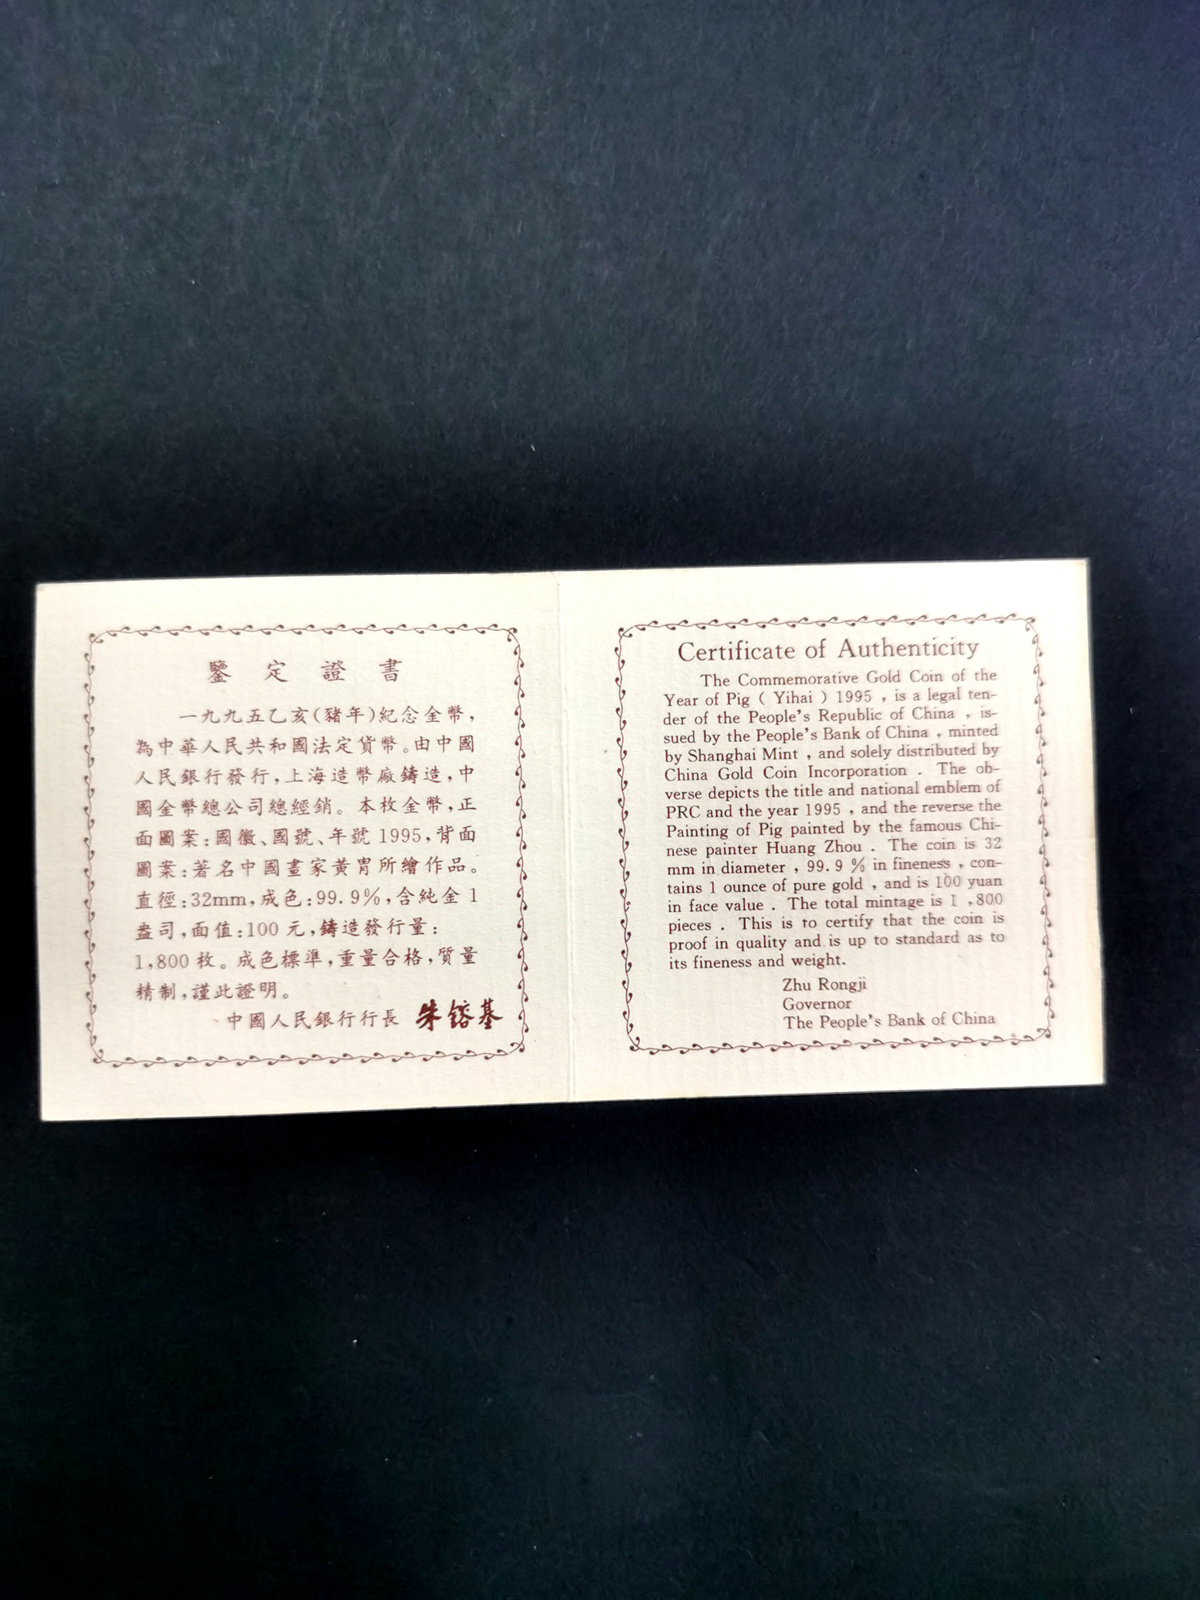 鑒定證書
一九九五乙亥(豬年)紀念金幣,
為中華人民共和國法定貨幣。由中國
人民銀行發行,上海造幣廠鑄造,中
國金幣總公司總經銷。本枚金幣,正
面圖案:國徽、國號、年號1995,背面
圖案:著名中國畫家黃胄所繪作品。
直徑:32mm,成色:99.9%,含純金1
盎司,面值:100元,鑄造發行量:
1,800枚。成色標準,重量合格,質量
精制,謹此證明。
中國人民銀行行長 朱鎔基
Certificate of Authenticity
The Commemorative Gold Coin of the
Year of Pig ( Yihai ) 1995 , is a legal ten-
der of the People's Republic of China , is-
sued by the People's Bank of China , minted
by Shanghai Mint , and solely distributed by
China Gold Coin Incorporation . The ob-
verse depicts the title and national emblem of
PRC and the year 1995 , and the reverse the
Painting of Pig painted by the famous Chi-
nese painter Huang Zhou . The coin is 32
mm in diameter , 99.9 % in fineness , con-
tains 1 ounce of pure gold , and is 100 yuan
in face value . The total mintage is 1 ,800
pieces . This is to certify that the coin is
proof in quality and is up to standard as to
its fineness and weight.
Zhu Rongji
Governor
The People's Bank of China